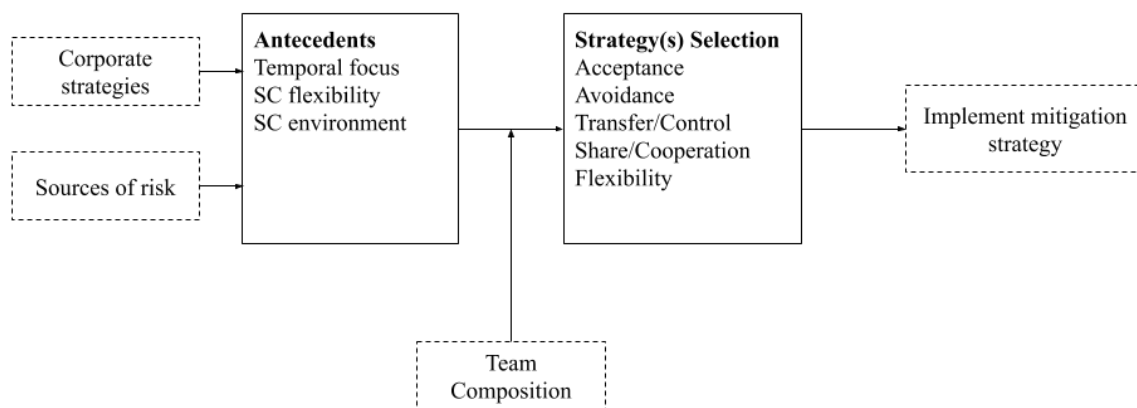 Corporate
strategies
Sources of risk
Antecedents
Temporal focus
SC flexibility
SC environment
Strategy(s) Selection
Acceptance
Avoidance
Transfer/Control
Share/Cooperation
Flexibility
Implement mitigation
strategy
Team
Composition